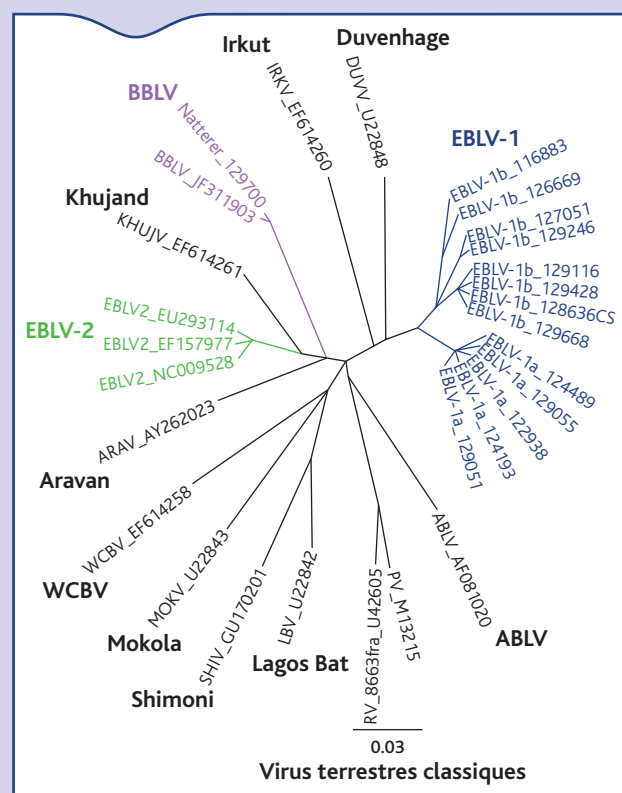 Irkut
Duvenhage
BBLV
EBLV-1
Natterer_129700
BBLV_JF311903
IRKV_EF614260
DUVV_U22848
EBLV-1b_116883
EBLV-1b_126669
EBLV-1b_127051
EBLV-1b_129246
EBLV-1b_129116
EBLV-1b_129428
EBLV-1b_128636CS
EBLV-1b_129668
EBLV-1a_124489
EBLV-1a_129055
EBLV-1a_122938
EBLV-1a_124193
EBLV-1a_129051
Khujand
KHUJV_EF614261
EBLV-2
EBLV2_EU293114
EBLV2_EF157977
EBLV2_NC009528
ARAV_AY262023
Aravan
WCBV_EF614258
WCBV
MOKV_U22843
Mokola
SHIV_GU170201
Shimoni
LBV_U22842
Lagos Bat
RV_8663fra_U42605
PV_M13215
ABLV_AF081020
ABLV
0.03
Virus terrestres classiques